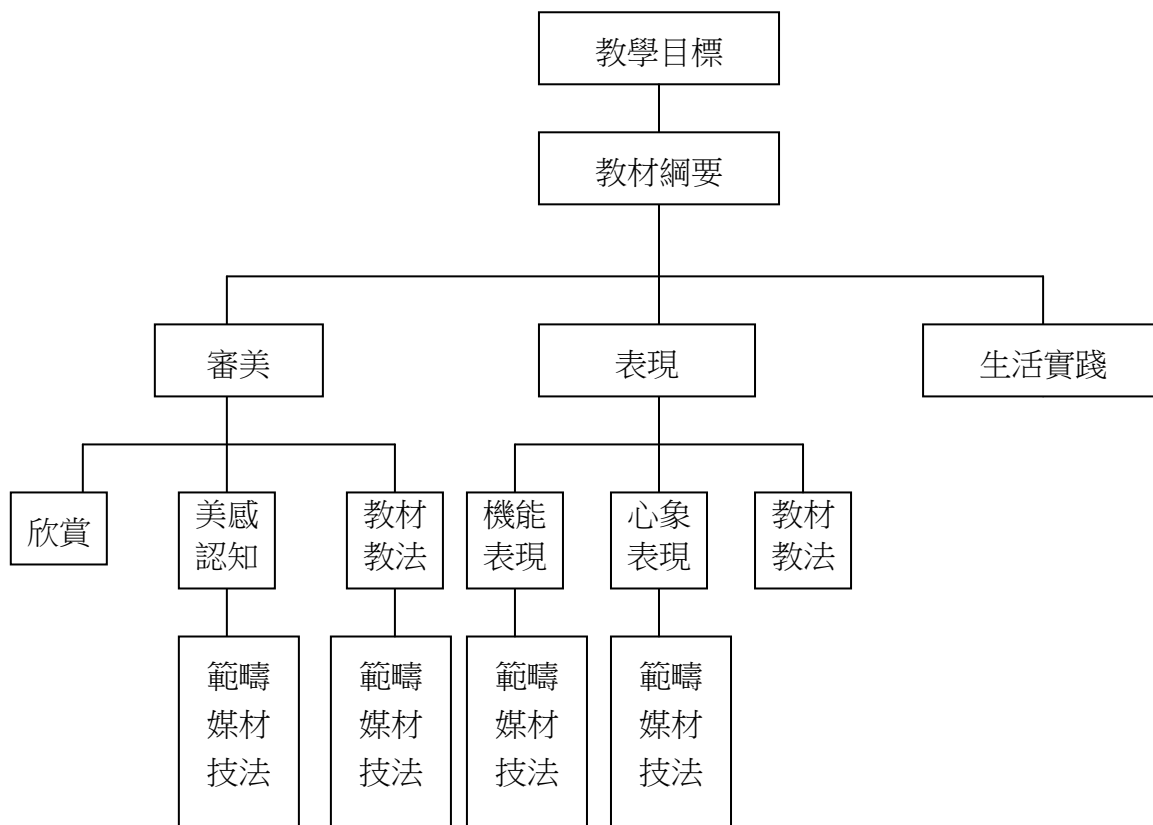 教學目標
教材綱要
審美
表現
生活實踐
欣賞
美感
認知
教材
教法
機能
表現
心象
表現
教材
教法
範疇
媒材
技法
範疇
媒材
技法
範疇
媒材
技法
範疇
媒材
技法